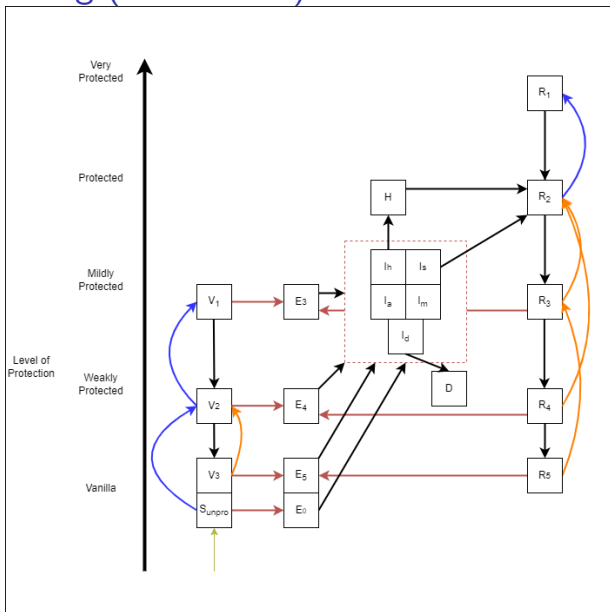 Very
Protected
R1
Protected
H
R2
Ih Is
Mildly
Protected
V1
E3
Ia Im
R3
Id
Level of
Protection
Weakly
Protected
V2
E4
D
R4
Vanilla
V3
E5
R5
Sunpro
E0